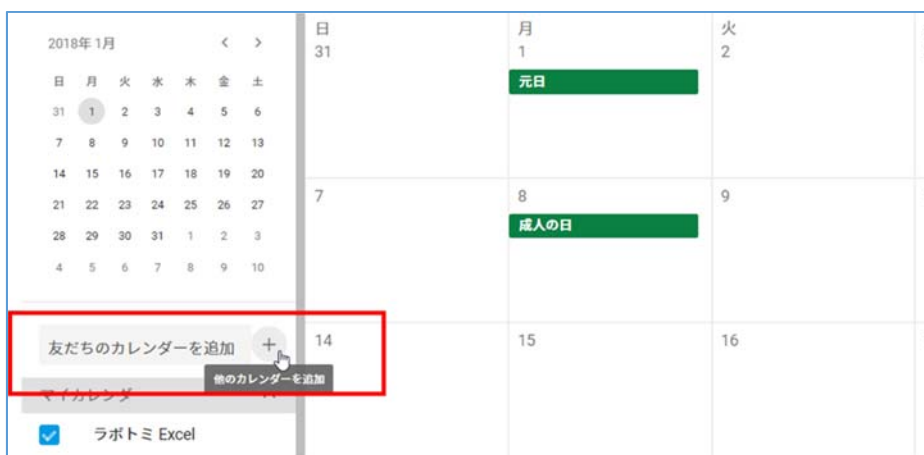 2018年 1月 < >
日 月 火 水 木 金 土
31 1 2 3 4 5 6
7 8 9 10 11 12 13
14 15 16 17 18 19 20
21 22 23 24 25 26 27
28 29 30 31 1 2 3
4 5 6 7 8 9 10
友だちのカレンダーを追加 +
他のカレンダーを追加
マイカレンダ
ラボトミ Excel
日 月 火
31 1 2
元日
7 8 9
成人の日
14 15 16